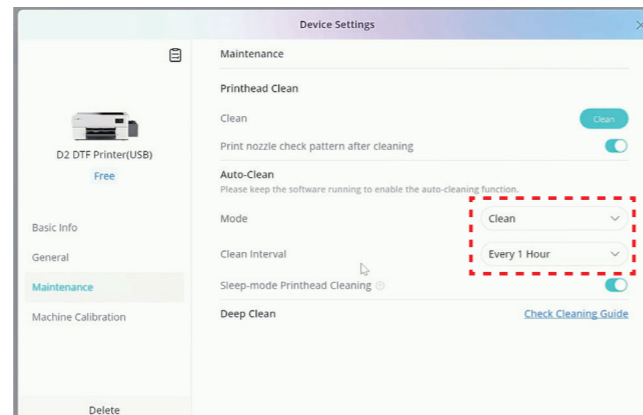 Device Settings
D2 DTF Printer(USB)
Free
Basic Info
General
Maintenance
Machine Calibration
Delete
Maintenance
Printhead Clean
Clean
Clean
Print nozzle check pattern after cleaning
Auto-Clean
Please keep the software running to enable the auto-cleaning function.
Mode
Clean
Clean Interval
Every 1 Hour
Sleep-mode Printhead Cleaning
Deep Clean
Check Cleaning Guide